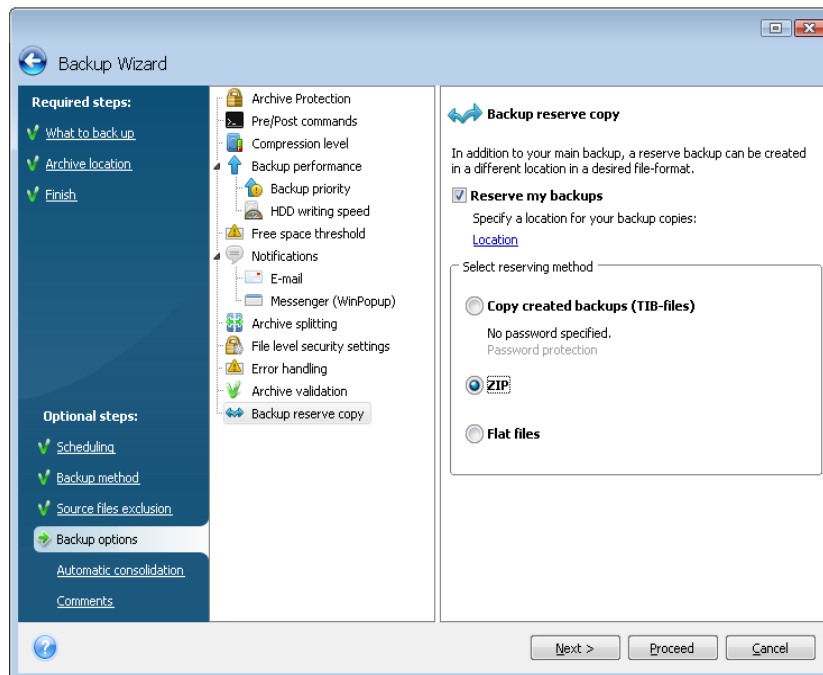 Backup Wizard
Required steps:
What to back up
Archive location
Finish
Optional steps:
Scheduling
Backup method
Source files exclusion
Backup options
Automatic consolidation
Comments
Archive Protection
Pre/Post commands
Compression level
Backup performance
Backup priority
HDD writing speed
Free space threshold
Notifications
E-mail
Messenger (WinPopup)
Archive splitting
File level security settings
Error handling
Archive validation
Backup reserve copy
Backup reserve copy
In addition to your main backup, a reserve backup can be created
in a different location in a desired file-format.
Reserve my backups
Specify a location for your backup copies:
Location
Select reserving method
Copy created backups (TIB-files)
No password specified.
Password protection
ZIP
Flat files
Next >
Proceed
Cancel